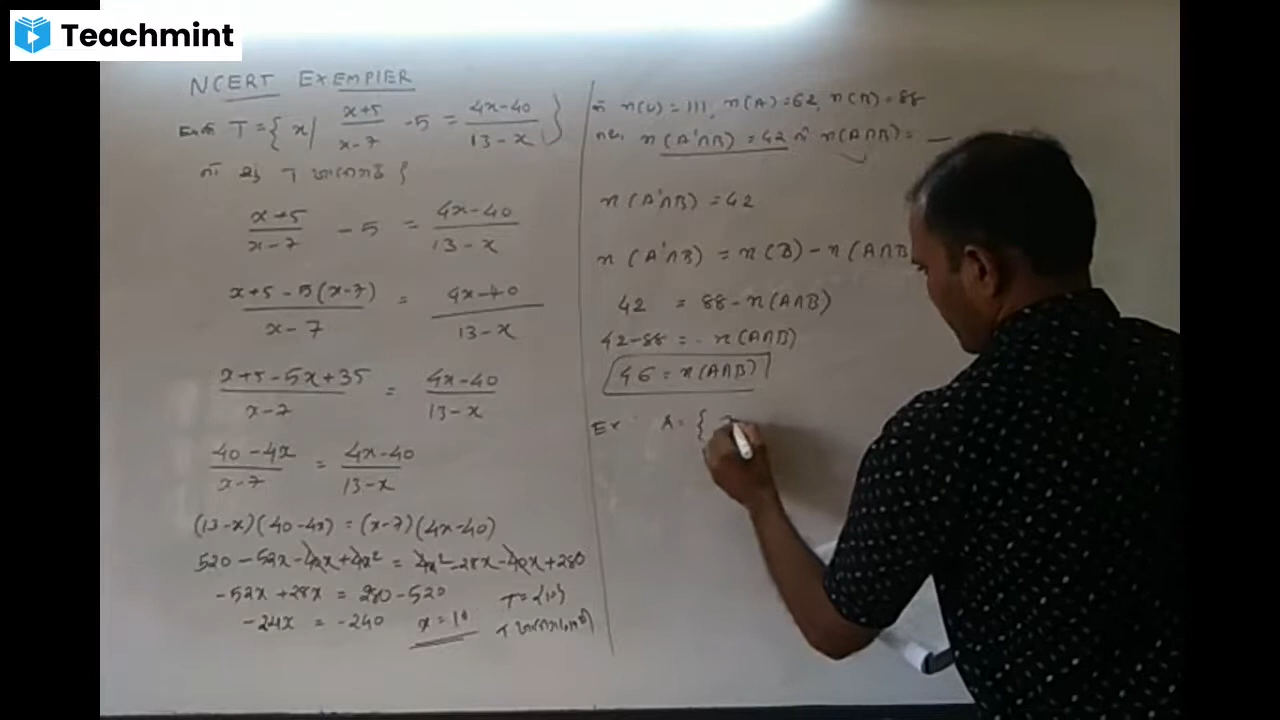 Teachmint
NCERT EXEMPlER
T = { x | x+5/x-7 - 5 = 4x-40/13-x }
T
x+5/x-7 - 5 = 4x-40/13-x
x+5-5(x-7)/x-7 = 4x-40/13-x
x+5-5x+35/x-7 = 4x-40/13-x
40-4x/x-7 = 4x-40/13-x
(13-x)(40-4x) = (x-7)(4x-40)
520-52x-40x+4x² = 4x²-28x-40x+280
-52x+28x = 280-520 T = {10}
-24x = -240 x = 10 T
n(U) = 111, n(A) = 62, n(B) = 88
n(A'∩B) = 42 n(A∩B) = __
n(A'∩B) = 42
n(A'∩B) = n(B) - n(A∩B
42 = 88 - n(A∩B)
42-88 = - n(A∩B)
46 = n(A∩B)
Ex A = {